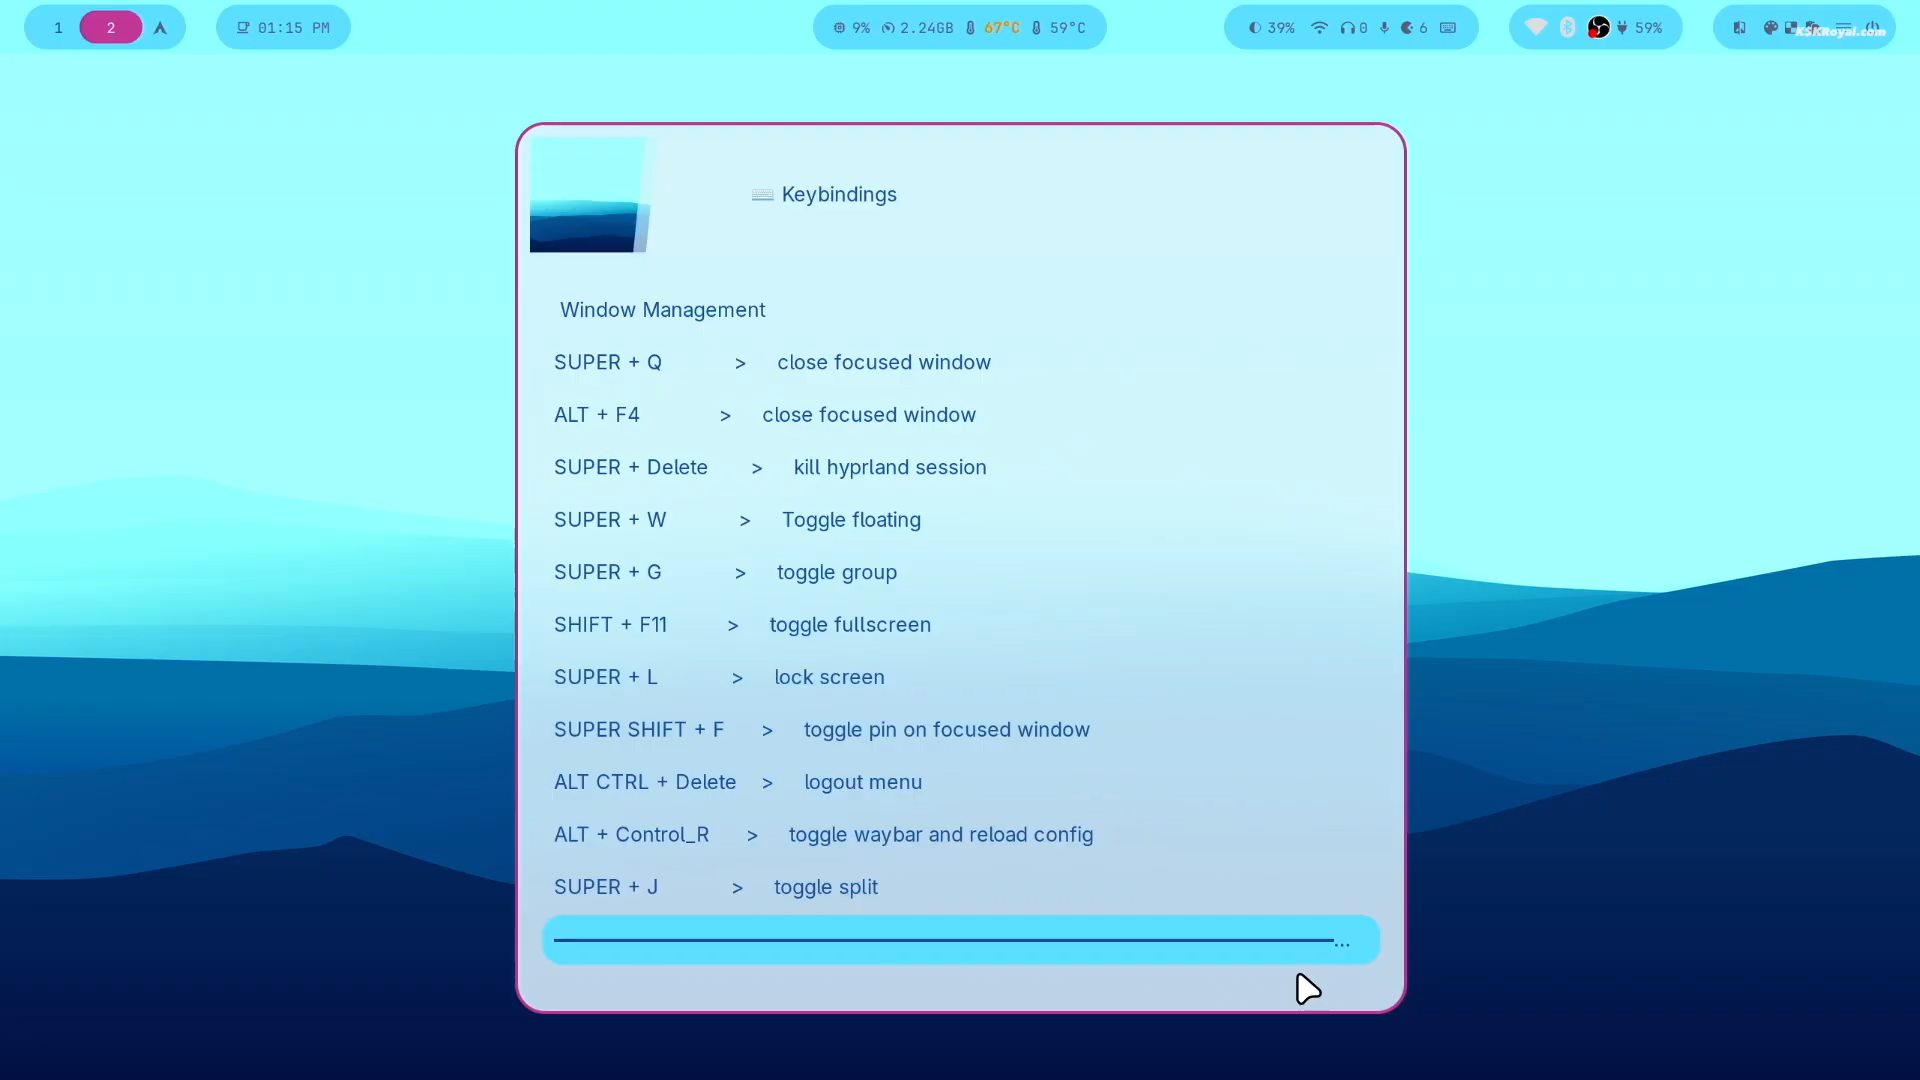 1 2 01:15 PM 9% 2.24GB 67°C 59°C 39% 0 6 59% KSKRoyal.com
Keybindings
Window Management
SUPER + Q > close focused window
ALT + F4 > close focused window
SUPER + Delete > kill hyprland session
SUPER + W > Toggle floating
SUPER + G > toggle group
SHIFT + F11 > toggle fullscreen
SUPER + L > lock screen
SUPER SHIFT + F > toggle pin on focused window
ALT CTRL + Delete > logout menu
ALT + Control_R > toggle waybar and reload config
SUPER + J > toggle split
...